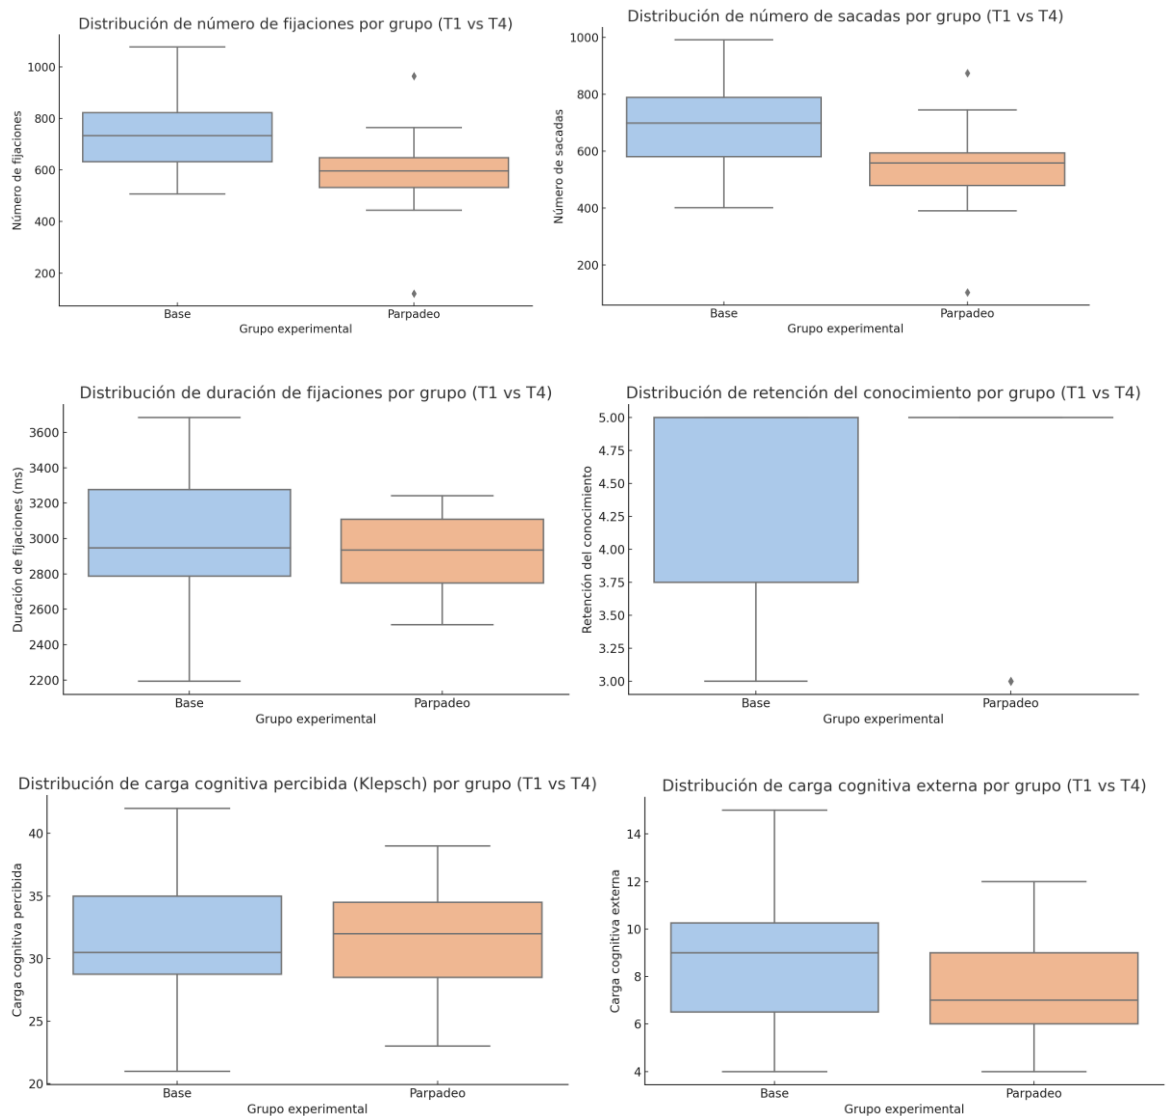 Distribución de número de fijaciones por grupo (T1 vs T4)
Número de fijaciones
1000
800
600
400
200
Base
Parpadeo
Grupo experimental
Distribución de número de sacadas por grupo (T1 vs T4)
Número de sacadas
1000
800
600
400
200
Base
Parpadeo
Grupo experimental
Distribución de duración de fijaciones por grupo (T1 vs T4)
Duración de fijaciones (ms)
3600
3400
3200
3000
2800
2600
2400
2200
Base
Parpadeo
Grupo experimental
Distribución de retención del conocimiento por grupo (T1 vs T4)
Retención del conocimiento
5.00
4.75
4.50
4.25
4.00
3.75
3.50
3.25
3.00
Base
Parpadeo
Grupo experimental
Distribución de carga cognitiva percibida (Klepsch) por grupo (T1 vs T4)
Carga cognitiva percibida
40
35
30
25
20
Base
Parpadeo
Grupo experimental
Distribución de carga cognitiva externa por grupo (T1 vs T4)
Carga cognitiva externa
14
12
10
8
6
4
Base
Parpadeo
Grupo experimental